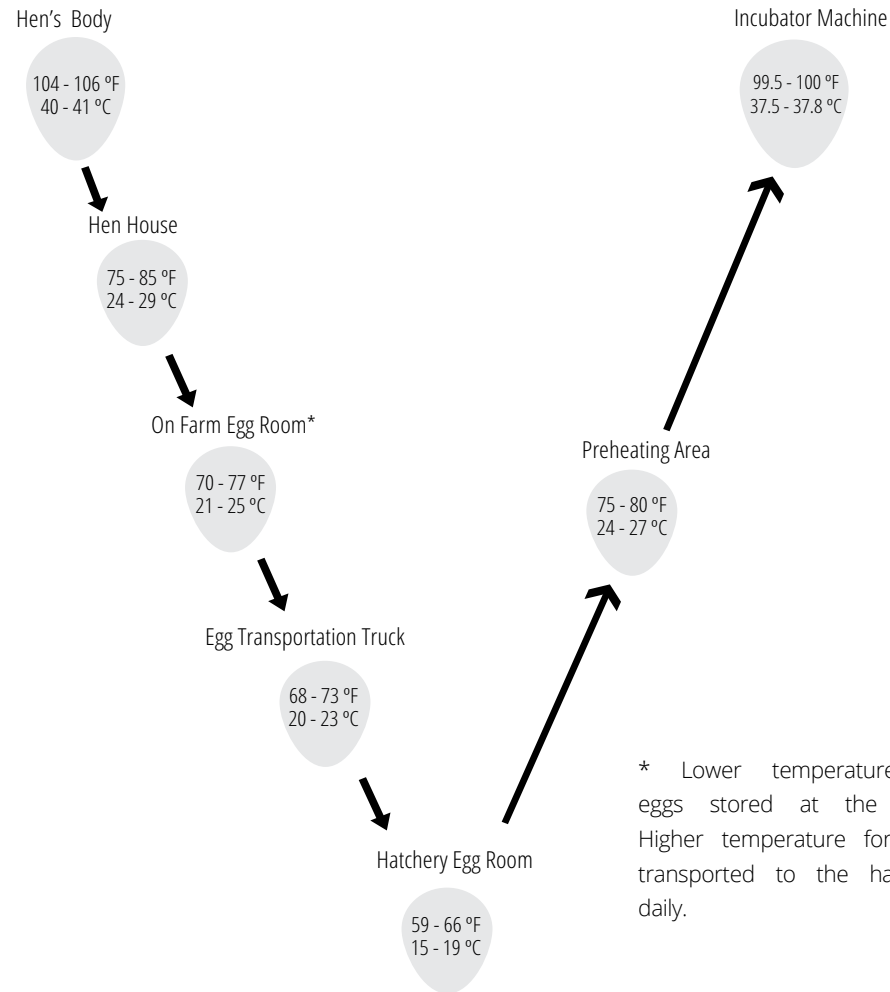 Hen's Body
104 - 106 ºF
40 - 41 ºC
Hen House
75 - 85 ºF
24 - 29 ºC
On Farm Egg Room*
70 - 77 ºF
21 - 25 ºC
Egg Transportation Truck
68 - 73 ºF
20 - 23 ºC
Hatchery Egg Room
59 - 66 ºF
15 - 19 ºC
Preheating Area
75 - 80 ºF
24 - 27 ºC
Incubator Machine
99.5 - 100 ºF
37.5 - 37.8 ºC
* Lower temperature
eggs stored at the
Higher temperature for
transported to the
daily.